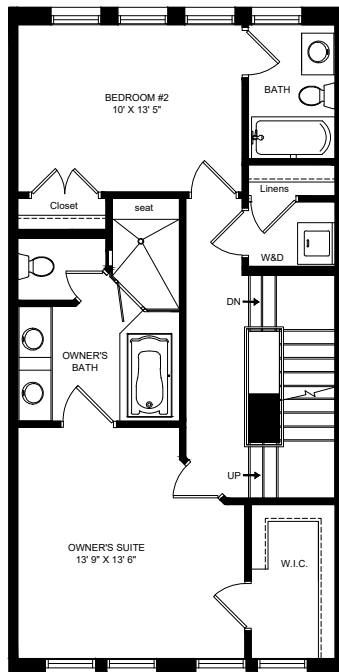 BEDROOM #2
10' X 13' 5"
BATH
Closet
seat
Linens
W&D
DN
OWNER'S
BATH
UP
OWNER'S SUITE
13' 9" X 13' 6"
W.I.C.